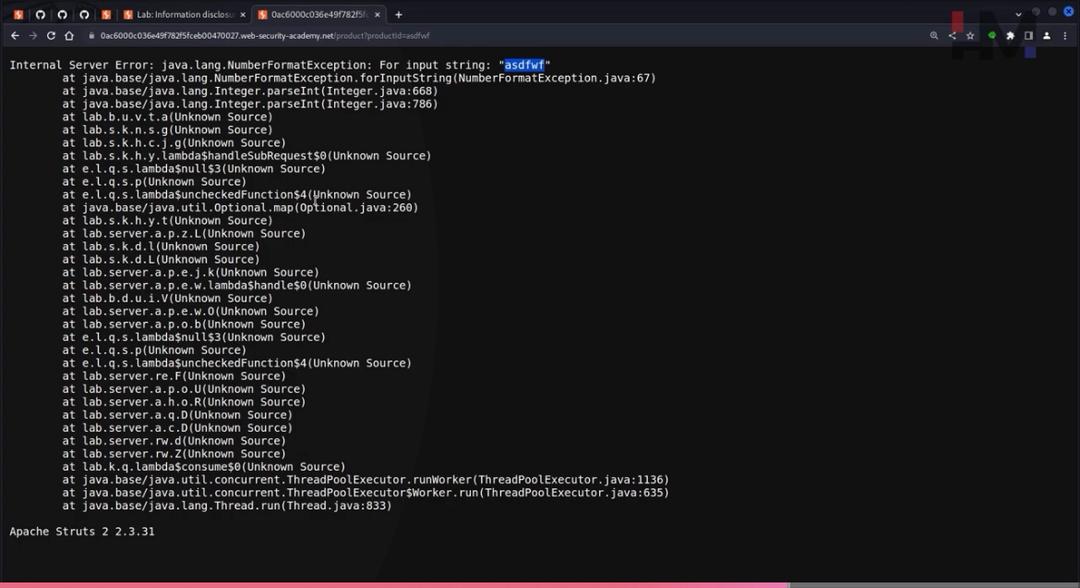 Lab: Information disclosur
0ac6000c036e49f782f5f
0ac6000c036e49f782f5fceb00470027.web-security-academy.net/product?productId=asdfwf
HM
Internal Server Error: java.lang.NumberFormatException: For input string: "asdfwf"
at java.base/java.lang.NumberFormatException.forInputString(NumberFormatException.java:67)
at java.base/java.lang.Integer.parseInt(Integer.java:668)
at java.base/java.lang.Integer.parseInt(Integer.java:786)
at lab.b.u.v.t.a(Unknown Source)
at lab.s.k.n.s.g(Unknown Source)
at lab.s.k.h.c.j.g(Unknown Source)
at lab.s.k.h.y.lambda$handleSubRequest$0(Unknown Source)
at e.l.q.s.lambda$null$3(Unknown Source)
at e.l.q.s.p(Unknown Source)
at e.l.q.s.lambda$uncheckedFunction$4(Unknown Source)
at java.base/java.util.Optional.map(Optional.java:260)
at lab.s.k.h.y.t(Unknown Source)
at lab.server.a.p.z.L(Unknown Source)
at lab.s.k.d.l(Unknown Source)
at lab.s.k.d.L(Unknown Source)
at lab.server.a.p.e.j.k(Unknown Source)
at lab.server.a.p.e.w.lambda$handle$0(Unknown Source)
at lab.b.d.u.i.V(Unknown Source)
at lab.server.a.p.e.w.O(Unknown Source)
at lab.server.a.p.o.b(Unknown Source)
at e.l.q.s.lambda$null$3(Unknown Source)
at e.l.q.s.p(Unknown Source)
at e.l.q.s.lambda$uncheckedFunction$4(Unknown Source)
at lab.server.re.F(Unknown Source)
at lab.server.a.p.o.U(Unknown Source)
at lab.server.a.h.o.R(Unknown Source)
at lab.server.a.q.D(Unknown Source)
at lab.server.a.c.D(Unknown Source)
at lab.server.rw.d(Unknown Source)
at lab.server.rw.Z(Unknown Source)
at lab.k.q.lambda$consume$0(Unknown Source)
at java.base/java.util.concurrent.ThreadPoolExecutor.runWorker(ThreadPoolExecutor.java:1136)
at java.base/java.util.concurrent.ThreadPoolExecutor$Worker.run(ThreadPoolExecutor.java:635)
at java.base/java.lang.Thread.run(Thread.java:833)
Apache Struts 2 2.3.31